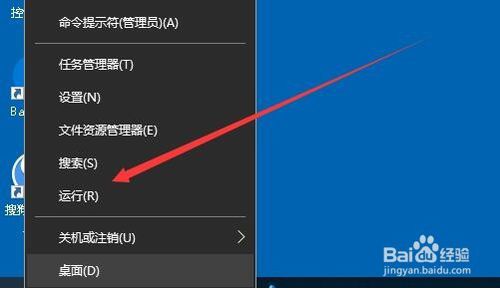 控
命令提示符(管理员)(A)
任务管理器(T)
设置(N)
文件资源管理器(E)
搜索(S)
运行(R)
关机或注销(U)
桌面(D)
Ba
搜狗
Bai 经验
jingyan.baidu.com